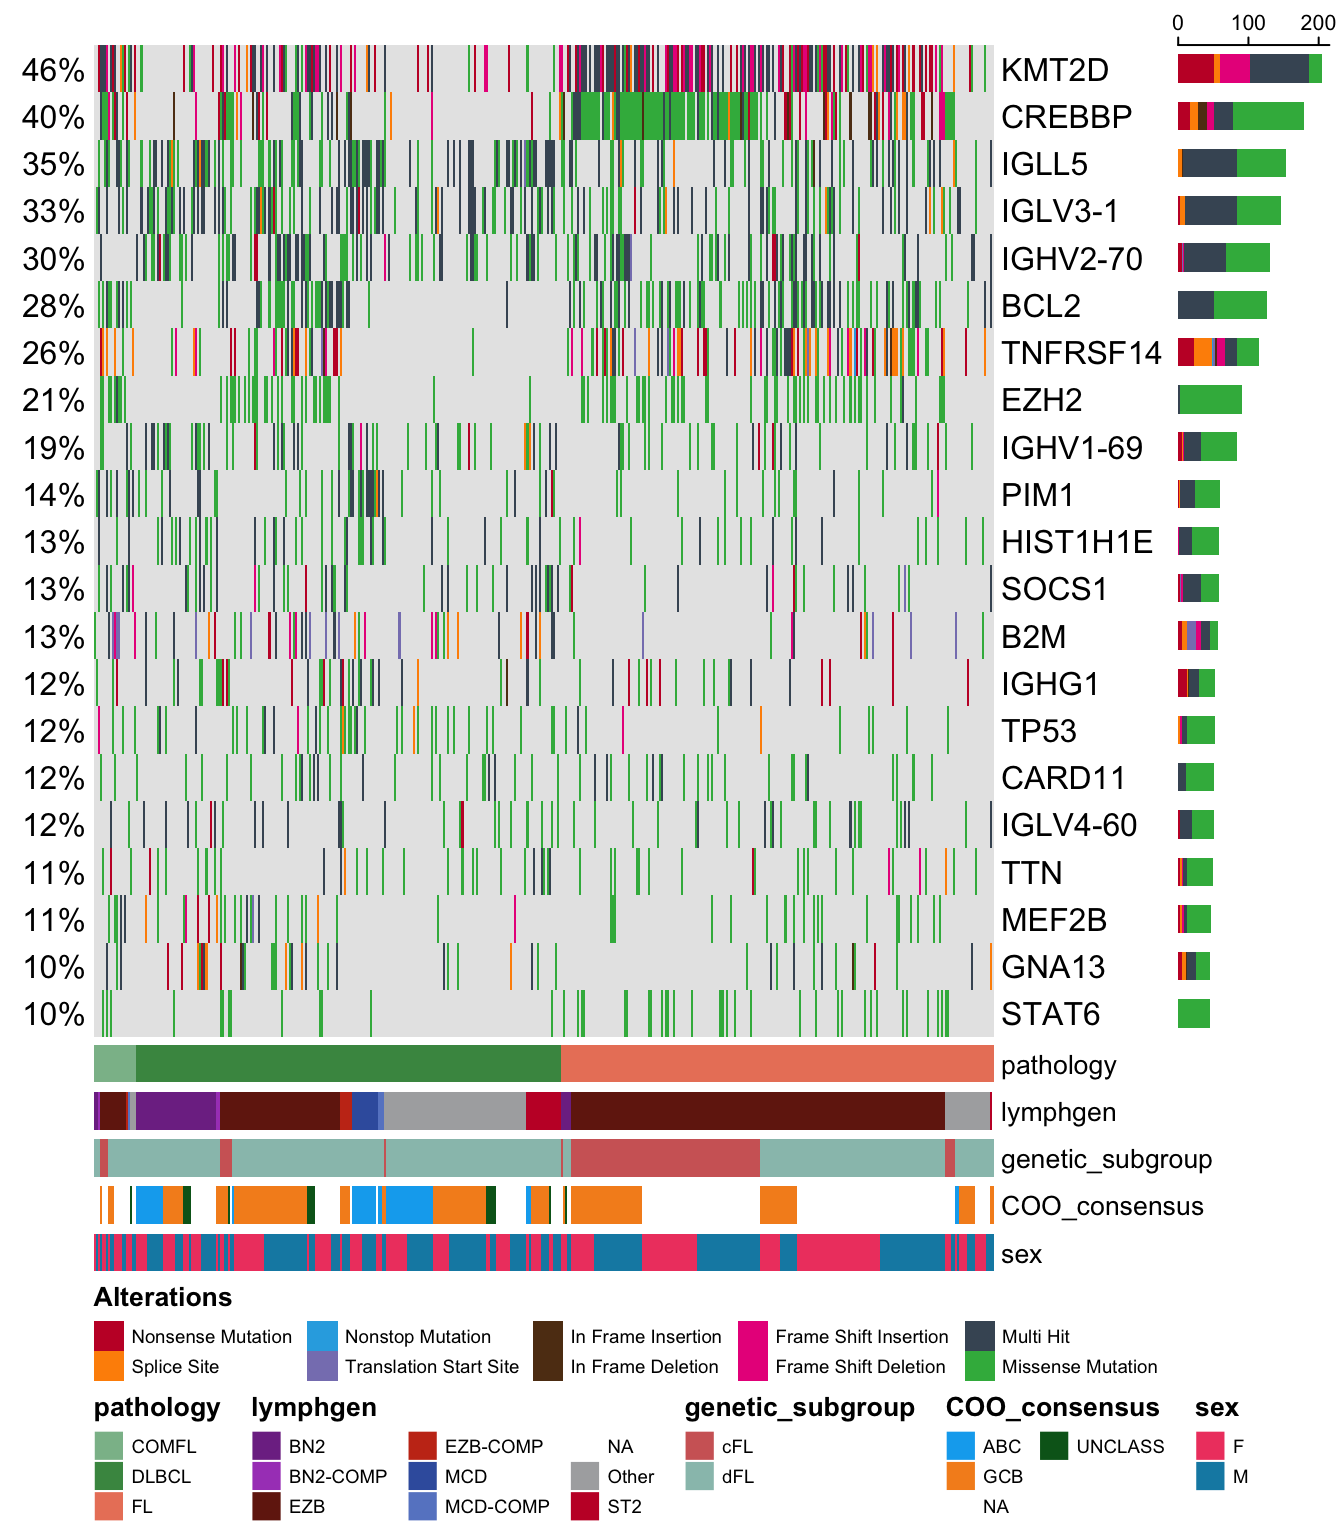 0 100 200
46% KMT2D
40% CREBBP
35% IGLL5
33% IGLV3-1
30% IGHV2-70
28% BCL2
26% TNFRSF14
21% EZH2
19% IGHV1-69
14% PIM1
13% HIST1H1E
13% SOCS1
13% B2M
12% IGHG1
12% TP53
12% CARD11
12% IGLV4-60
11% TTN
11% MEF2B
10% GNA13
10% STAT6
pathology
lymphgen
genetic_subgroup
COO_consensus
sex
Alterations
Nonsense Mutation Nonstop Mutation In Frame Insertion Frame Shift Insertion Multi Hit
Splice Site Translation Start Site In Frame Deletion Frame Shift Deletion Missense Mutation
pathology lymphgen genetic_subgroup COO_consensus sex
COMFL BN2 EZB-COMP NA cFL ABC UNCLASS F
DLBCL BN2-COMP MCD Other dFL GCB M
FL EZB MCD-COMP ST2 NA